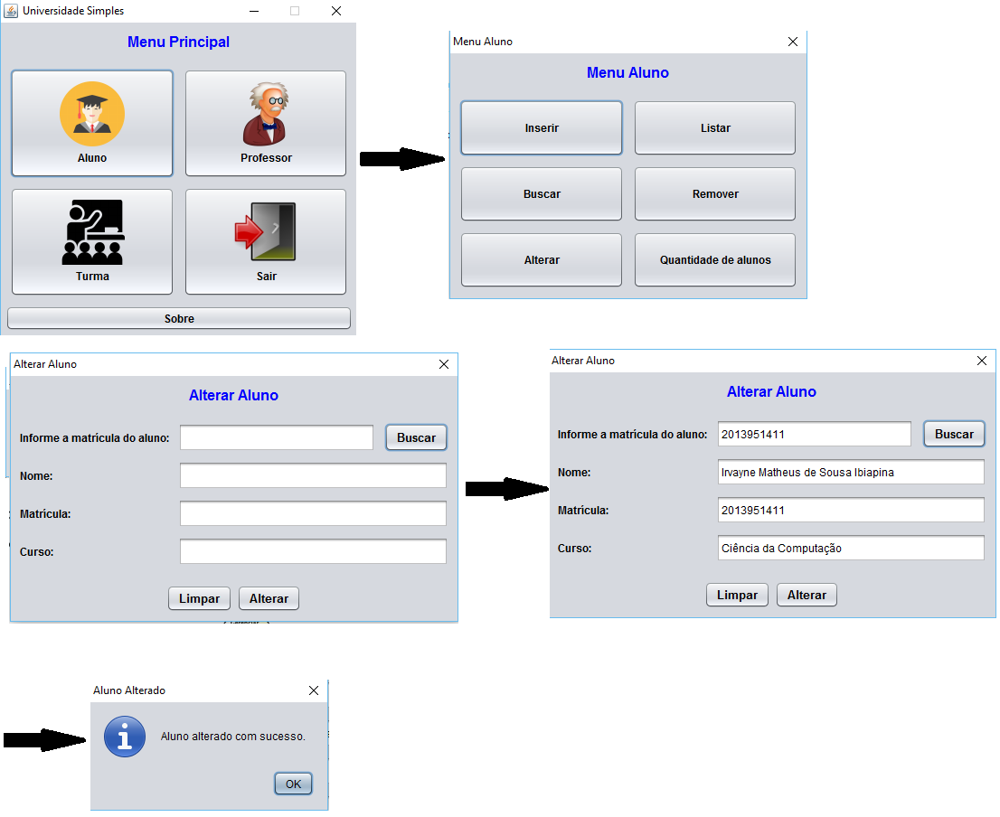 Universidade Simples
Menu Principal
Aluno
Professor
Turma
Sair
Sobre
Menu Aluno
Menu Aluno
Inserir
Listar
Buscar
Remover
Alterar
Quantidade de alunos
Alterar Aluno
Alterar Aluno
Informe a matrícula do aluno:
Buscar
Nome:
Matrícula:
Curso:
Limpar
Alterar
Alterar Aluno
Alterar Aluno
Informe a matrícula do aluno: 2013951411
Buscar
Nome: Irvayne Matheus de Sousa Ibiapina
Matrícula: 2013951411
Curso: Ciência da Computação
Limpar
Alterar
Aluno Alterado
Aluno alterado com sucesso.
OK